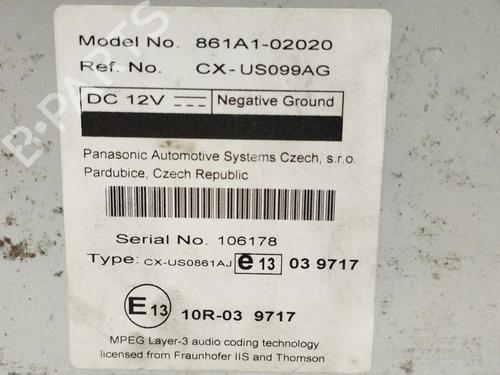 Model No. 861A1-02020
Ref. No. CX-US099AG
DC 12V Negative Ground
Panasonic Automotive Systems Czech, s.r.o.
Pardubice, Czech Republic
Serial No. 106178
Type: CX-US0861AJ e 13 03 9717
E 13 10R-03 9717
MPEG Layer-3 audio coding technology
licensed from Fraunhofer IIS and Thomson
B-PARTS